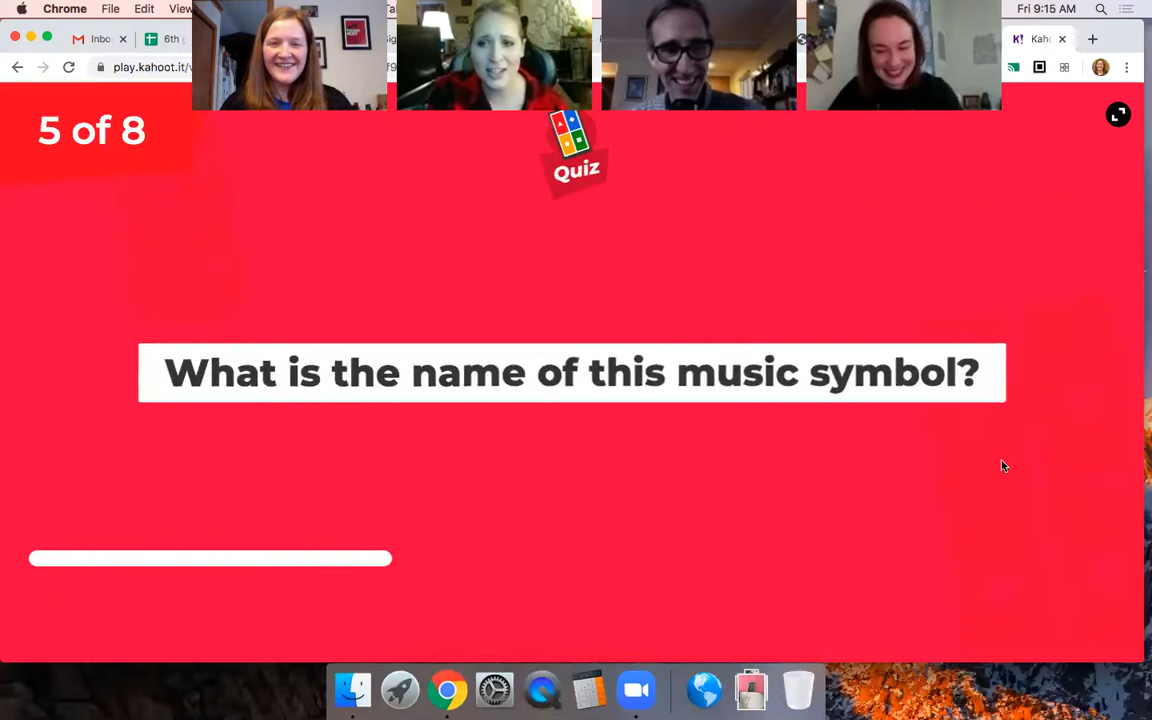 Chrome File Edit Fri 9:15 AM
Inbo 6th
play.kahoot.it/
5 of 8
Quiz
What is the name of this music symbol?